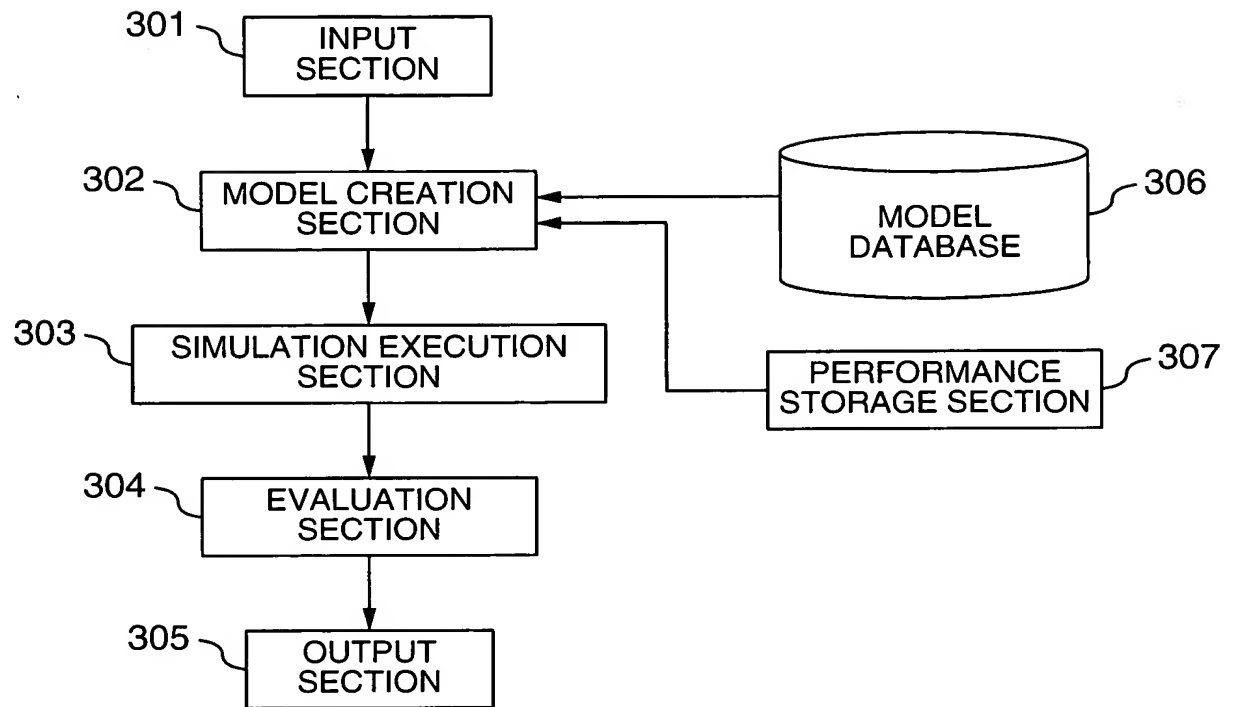 301
INPUT
SECTION
302
MODEL CREATION
SECTION
306
MODEL
DATABASE
303
SIMULATION EXECUTION
SECTION
307
PERFORMANCE
STORAGE SECTION
304
EVALUATION
SECTION
305
OUTPUT
SECTION